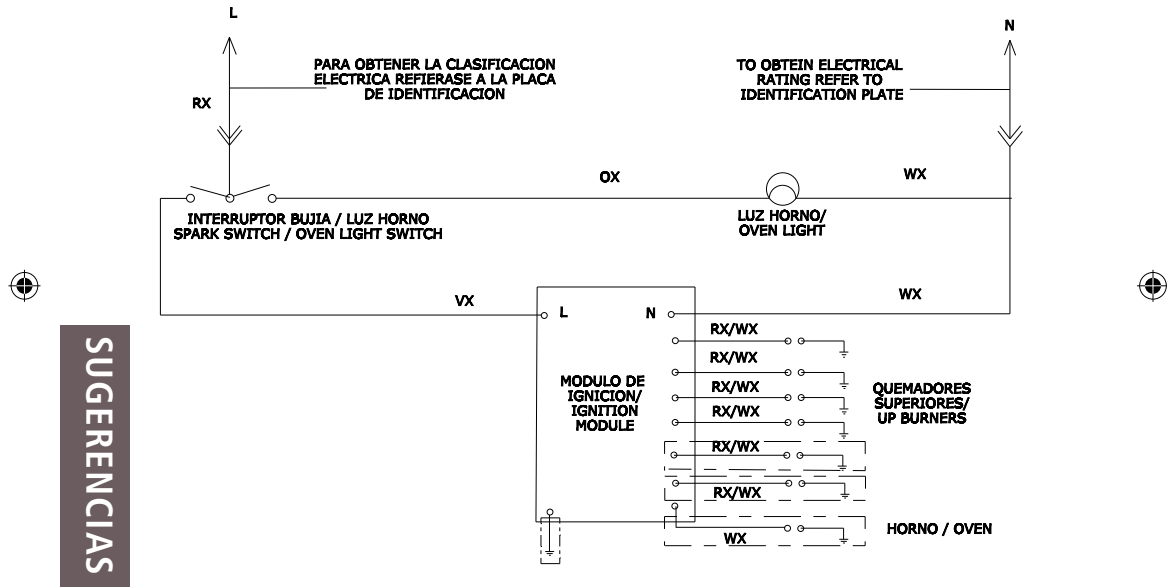 L
N
PARA OBTENER LA CLASIFICACION
ELECTRICA REFIERASE A LA PLACA
DE IDENTIFICACION
TO OBTEIN ELECTRICAL
RATING REFER TO
IDENTIFICATION PLATE
RX
OX
WX
INTERRUPTOR BUJIA / LUZ HORNO
SPARK SWITCH / OVEN LIGHT SWITCH
LUZ HORNO/
OVEN LIGHT
VX
WX
L
N
RX/WX
RX/WX
RX/WX
RX/WX
RX/WX
RX/WX
WX
MODULO DE
IGNICION/
IGNITION
MODULE
QUEMADORES
SUPERIORES/
UP BURNERS
HORNO / OVEN
SUGERENCIAS